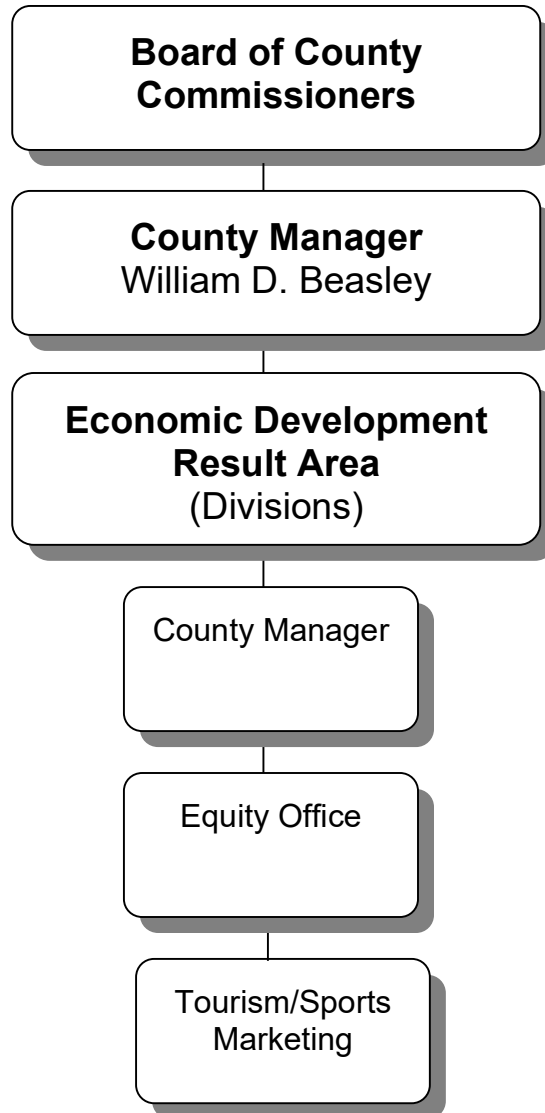 Board of County
Commissioners
County Manager
William D. Beasley
Economic Development
Result Area
(Divisions)
County Manager
Equity Office
Tourism/Sports
Marketing